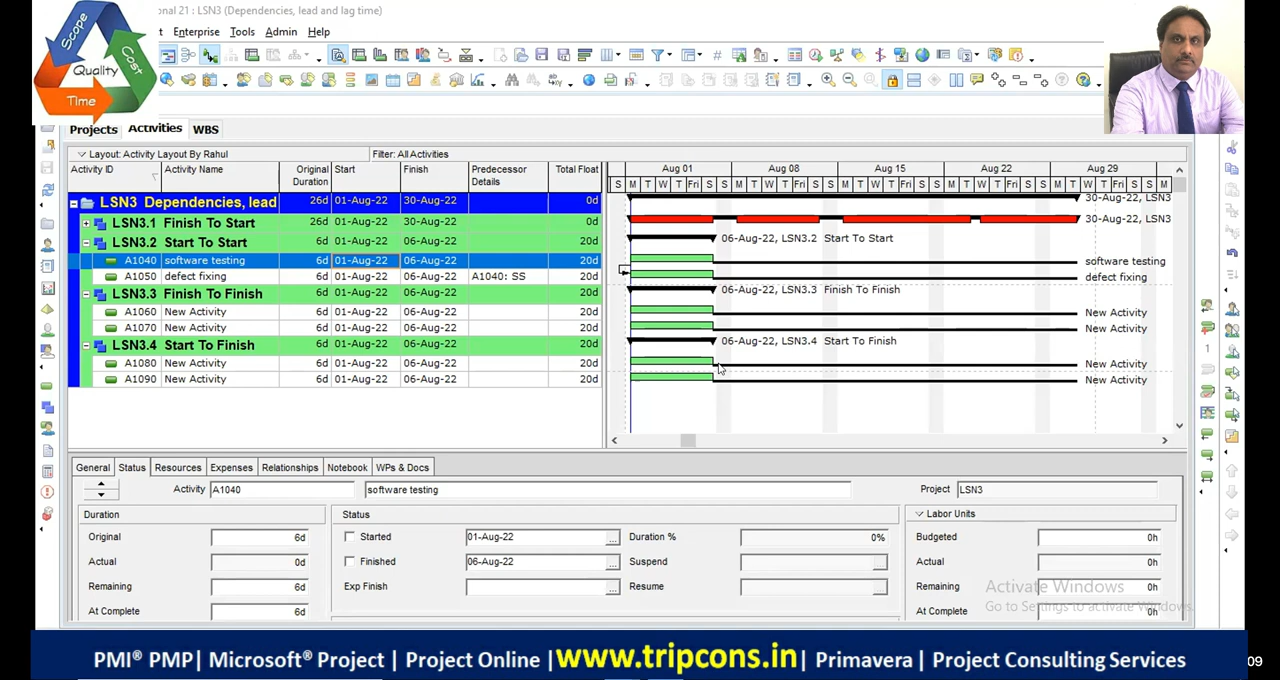 onal 21 : LSN3 (Dependencies, lead and lag time)
Scope
Cost
Quality
Time
t Enterprise Tools Admin Help
Projects Activities WBS
Layout: Activity Layout By Rahul Filter: All Activities
Activity ID Activity Name Original Duration Start Finish Predecessor Details Total Float
Aug 01 Aug 08 Aug 15 Aug 22 Aug 29
S M T W T Fri S S M T W T Fri S S M T W T Fri S S M T W T Fri S S M T W T Fri S S M
LSN3 Dependencies, lead 26d 01-Aug-22 30-Aug-22 0d 30-Aug-22, LSN3
LSN3.1 Finish To Start 26d 01-Aug-22 30-Aug-22 0d 30-Aug-22, LSN3
LSN3.2 Start To Start 6d 01-Aug-22 06-Aug-22 20d 06-Aug-22, LSN3.2 Start To Start
A1040 software testing 6d 01-Aug-22 06-Aug-22 20d software testing
A1050 defect fixing 6d 01-Aug-22 06-Aug-22 A1040: SS 20d defect fixing
LSN3.3 Finish To Finish 6d 01-Aug-22 06-Aug-22 20d 06-Aug-22, LSN3.3 Finish To Finish
A1060 New Activity 6d 01-Aug-22 06-Aug-22 20d New Activity
A1070 New Activity 6d 01-Aug-22 06-Aug-22 20d New Activity
LSN3.4 Start To Finish 6d 01-Aug-22 06-Aug-22 20d 06-Aug-22, LSN3.4 Start To Finish
A1080 New Activity 6d 01-Aug-22 06-Aug-22 20d New Activity
A1090 New Activity 6d 01-Aug-22 06-Aug-22 20d New Activity
General Status Resources Expenses Relationships Notebook WPs & Docs
Activity A1040 software testing Project LSN3
Duration Status Labor Units
Original 6d Started 01-Aug-22 ... Duration % 0% Budgeted 0h
Actual 0d Finished 06-Aug-22 ... Suspend ... Actual 0h
Remaining 6d Exp Finish ... Resume ... Remaining 0h
At Complete 6d At Complete 0h
Activate Windows
Go to Settings to activate Windows.
PMI® PMP| Microsoft® Project | Project Online |www.tripcons.in| Primavera | Project Consulting Services
09